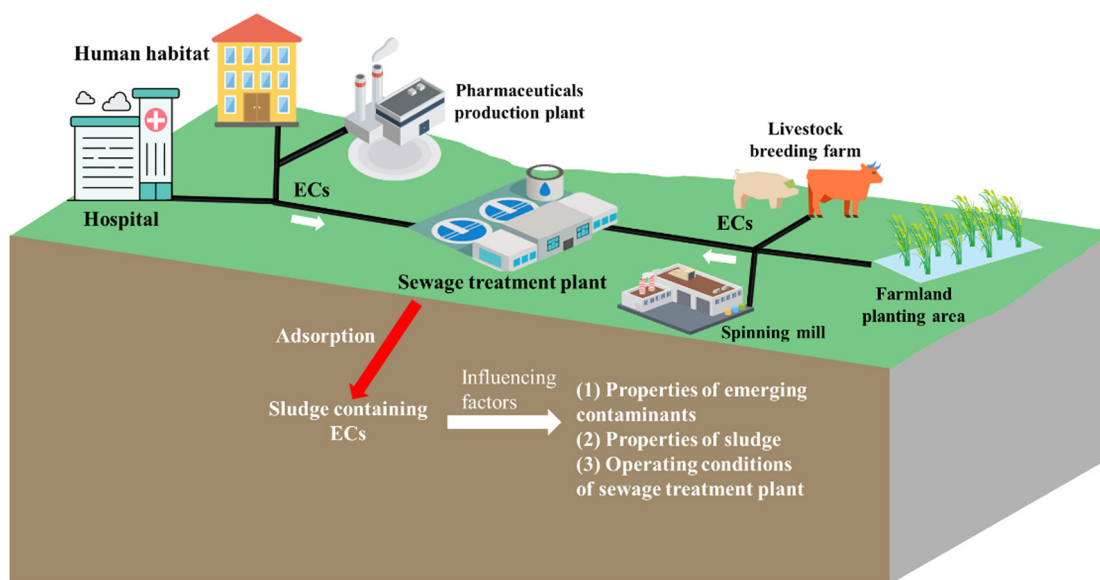 Human habitat
Pharmaceuticals
production plant
Livestock
breeding farm
ECs
Hospital
ECs
Sewage treatment plant
Farmland
planting area
Spinning mill
Adsorption
Influencing
factors
Sludge containing
ECs
(1) Properties of emerging
contaminants
(2) Properties of sludge
(3) Operating conditions
of sewage treatment plant